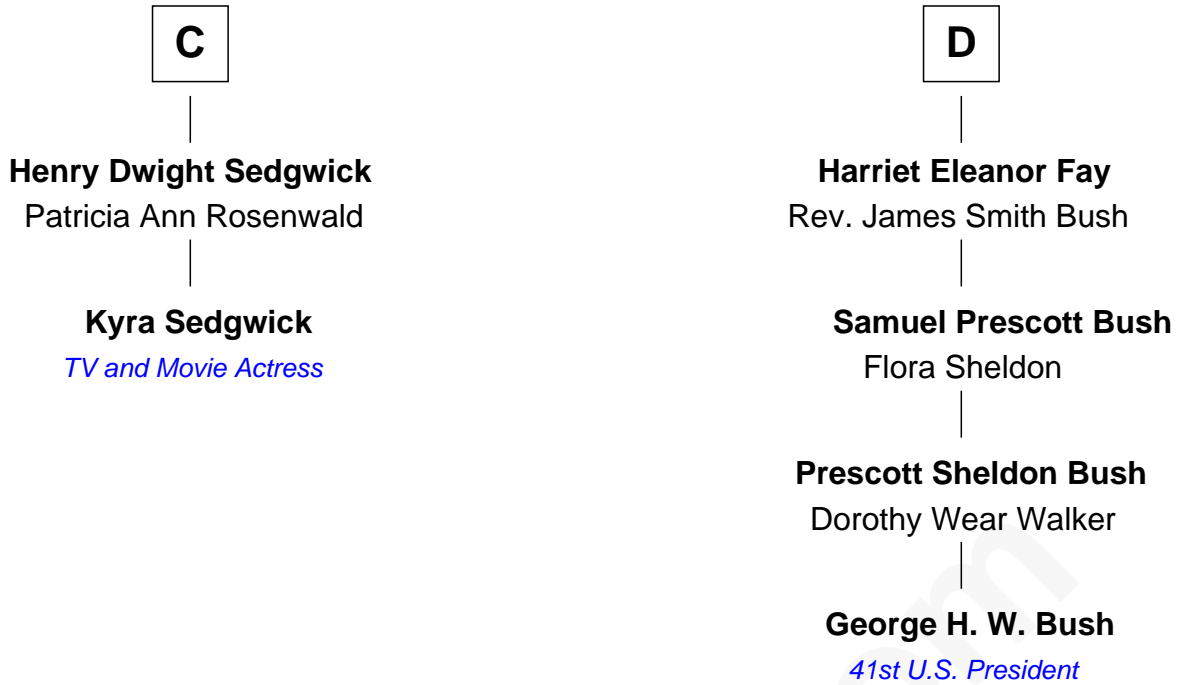 C
Henry Dwight Sedgwick
Patricia Ann Rosenwald
Kyra Sedgwick
TV and Movie Actress
D
Harriet Eleanor Fay
Rev. James Smith Bush
Samuel Prescott Bush
Flora Sheldon
Prescott Sheldon Bush
Dorothy Wear Walker
George H. W. Bush
41st U.S. President